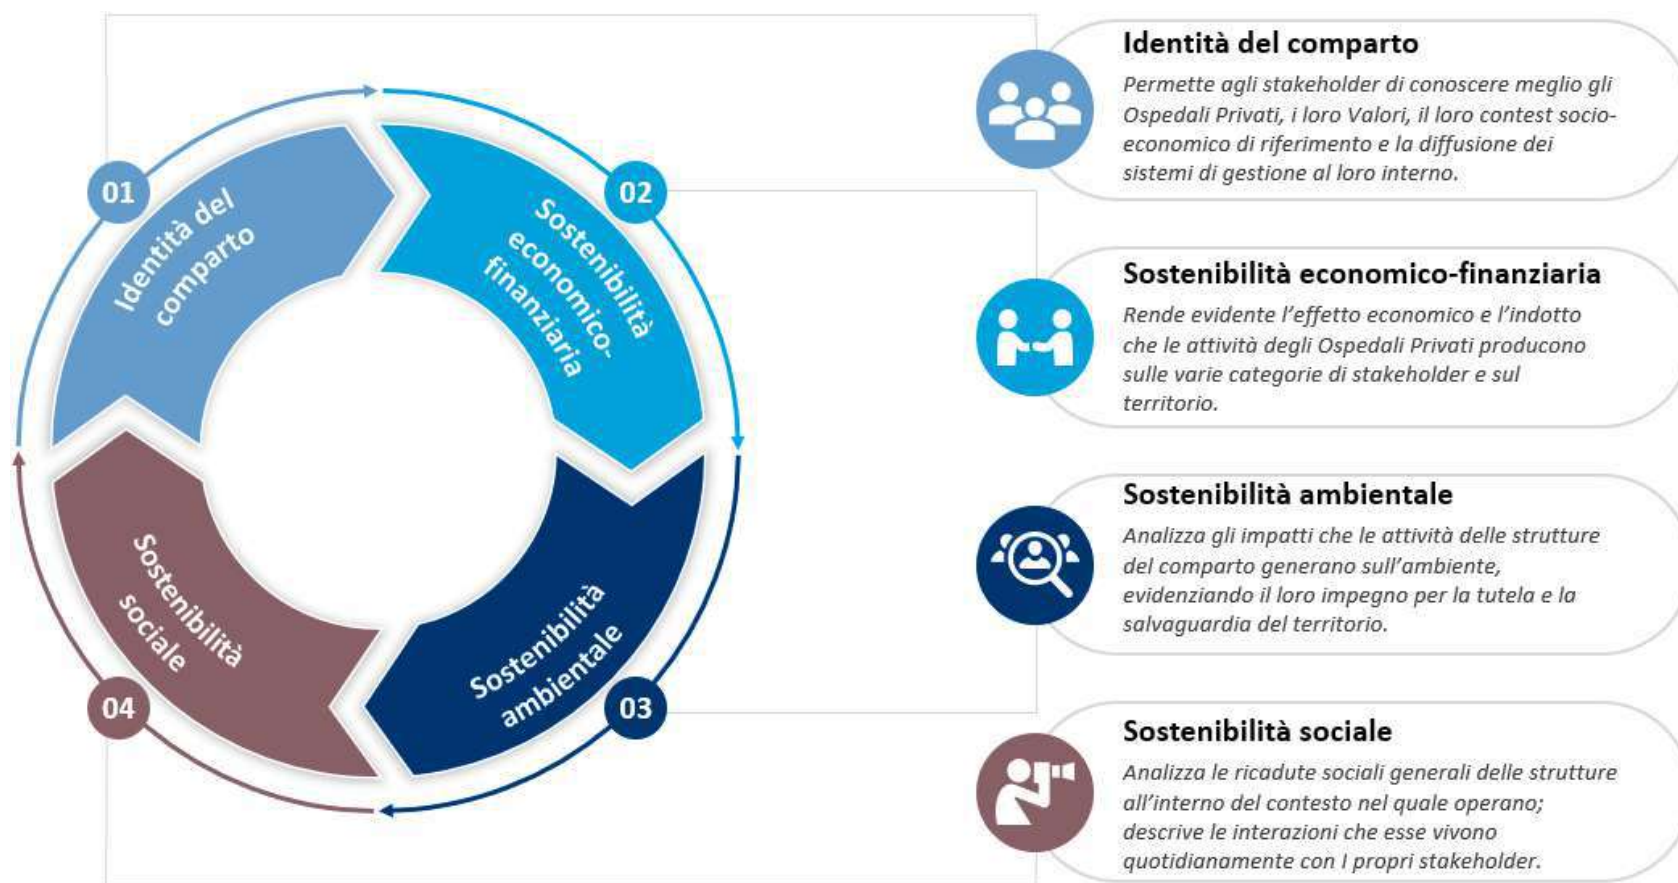 01
Identità del
comparto
02
Sostenibilità
economico-
finanziaria
03
Sostenibilità
ambientale
04
Sostenibilità
sociale
Identità del comparto
Permette agli stakeholder di conoscere meglio gli
Ospedali Privati, i loro Valori, il loro contest socio-
economico di riferimento e la diffusione dei
sistemi di gestione al loro interno.
Sostenibilità economico-finanziaria
Rende evidente l’effetto economico e l’indotto
che le attività degli Ospedali Privati producono
sulle varie categorie di stakeholder e sul
territorio.
Sostenibilità ambientale
Analizza gli impatti che le attività delle strutture
del comparto generano sull’ambiente,
evidenziando il loro impegno per la tutela e la
salvaguardia del territorio.
Sostenibilità sociale
Analizza le ricadute sociali generali delle strutture
all’interno del contesto nel quale operano;
descrive le interazioni che esse vivono
quotidianamente con I propri stakeholder.